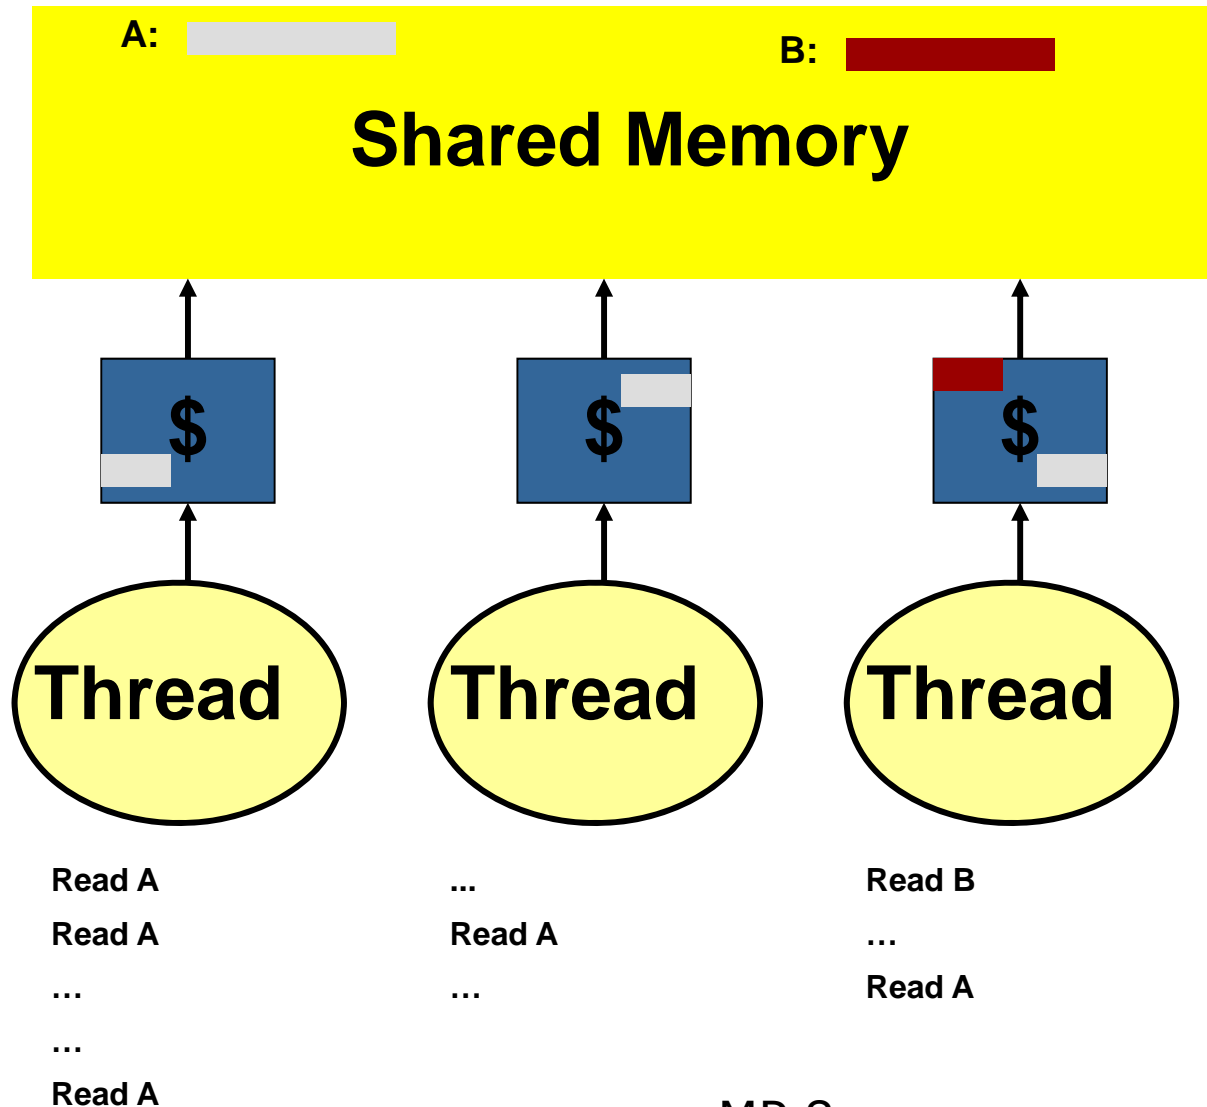 A:
B:
Shared Memory
$ $ $
Thread Thread Thread
Read A ... Read B
Read A Read A …
… … Read A
…
Read A